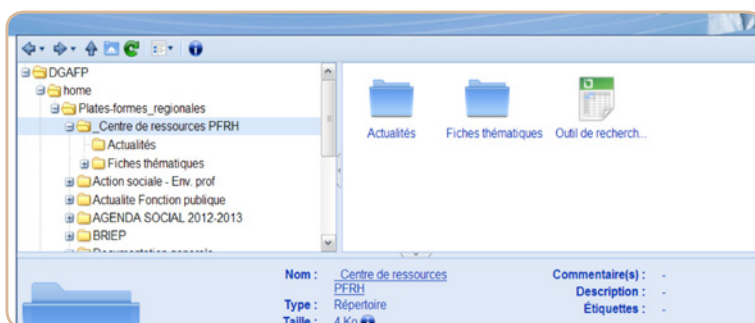 DGAFP
home
Plates-formes_regionales
_Centre de ressources PFRH
Actualités
Fiches thématiques
Action sociale - Env. prof
Actualite Fonction publique
AGENDA SOCIAL 2012-2013
BRIEP
Documentation generale
Actualités Fiches thématiques Outil de recherch...
Nom : _Centre de ressources
PFRH
Type : Répertoire
Taille : 4 Ko
Commentaire(s) : -
Description : -
Étiquettes : -